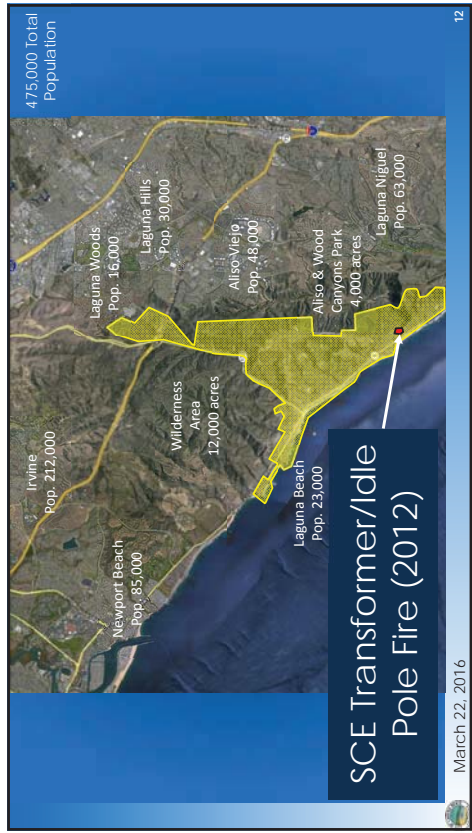 475,000 Total
Population
Irvine
Pop. 212,000
Newport Beach
Pop. 85,000
Laguna Woods
Pop. 16,000
Laguna Hills
Pop. 30,000
Wilderness
Area
12,000 acres
Aliso Viejo
Pop. 48,000
Laguna Beach
Pop. 23,000
Aliso & Wood
Canyons Park
4,000 acres
Laguna Niguel
Pop. 63,000
SCE Transformer/Idle
Pole Fire (2012)
March 22, 2016
12